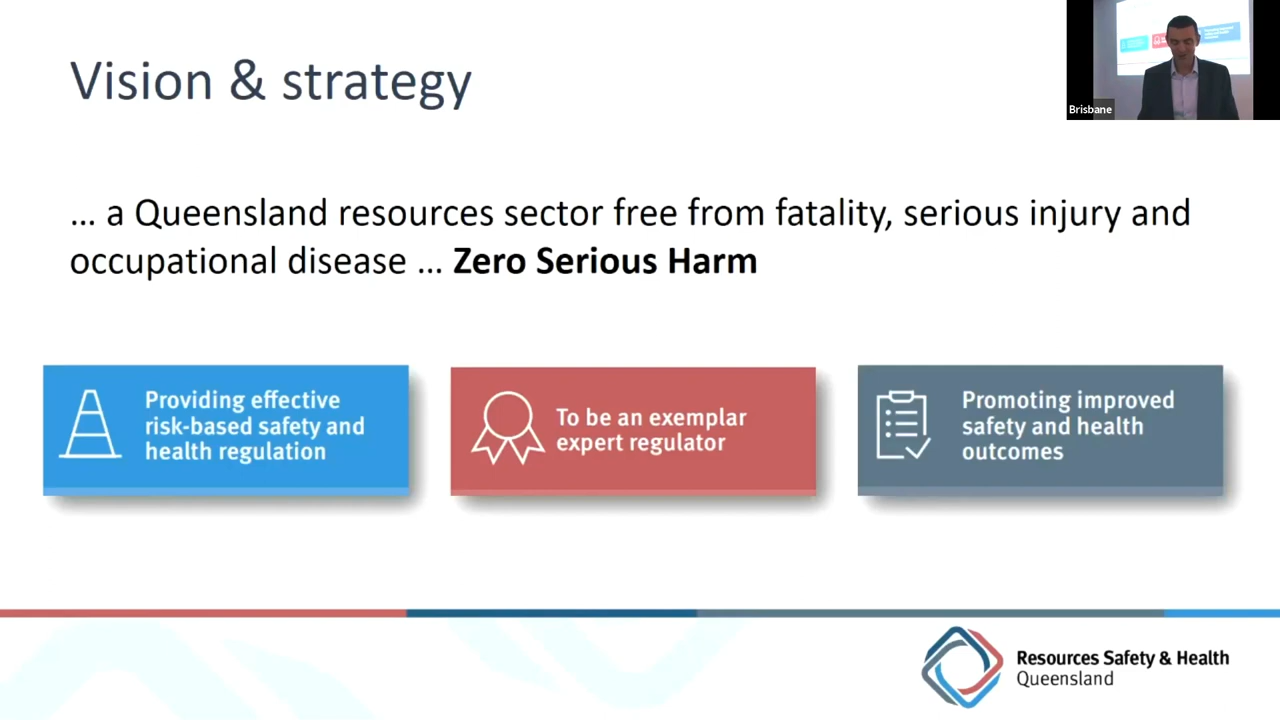 Vision & strategy
Brisbane
... a Queensland resources sector free from fatality, serious injury and
occupational disease ... Zero Serious Harm
Providing effective
risk-based safety and
health regulation
To be an exemplar
expert regulator
Promoting improved
safety and health
outcomes
Resources Safety & Health
Queensland